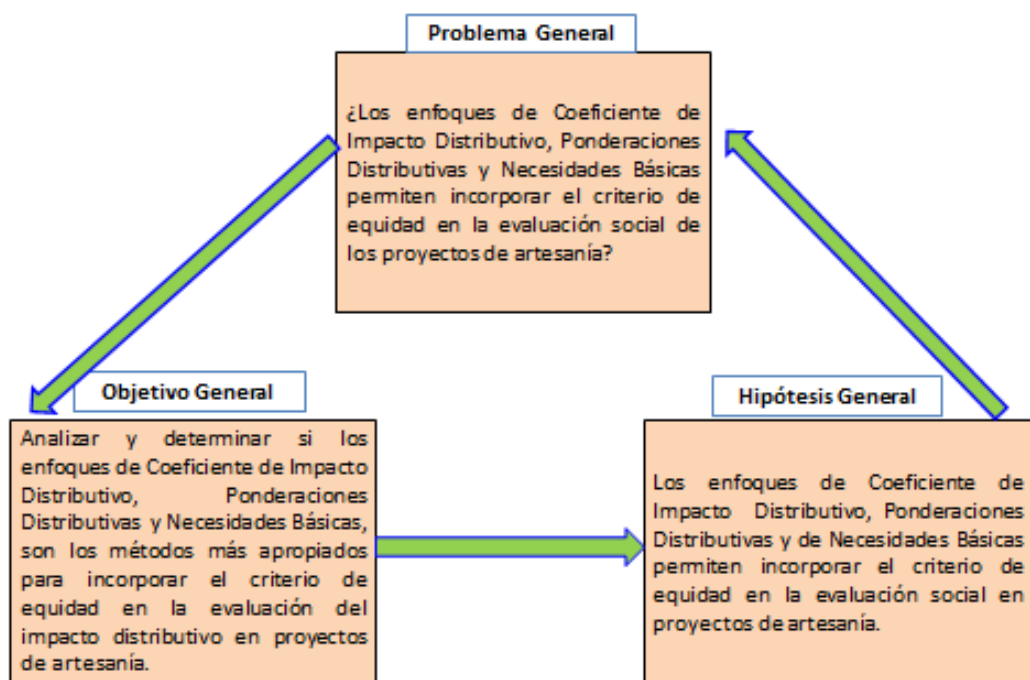 Problema General
¿Los enfoques de Coeficiente de
Impacto Distributivo, Ponderaciones
Distributivas y Necesidades Básicas
permiten incorporar el criterio de
equidad en la evaluación social de
los proyectos de artesanía?
Objetivo General
Analizar y determinar si los
enfoques de Coeficiente de Impacto
Distributivo, Ponderaciones
Distributivas y Necesidades Básicas,
son los métodos más apropiados
para incorporar el criterio de
equidad en la evaluación del
impacto distributivo en proyectos
de artesanía.
Hipótesis General
Los enfoques de Coeficiente de
Impacto Distributivo, Ponderaciones
Distributivas y de Necesidades Básicas
permiten incorporar el criterio de
equidad en la evaluación social en
proyectos de artesanía.